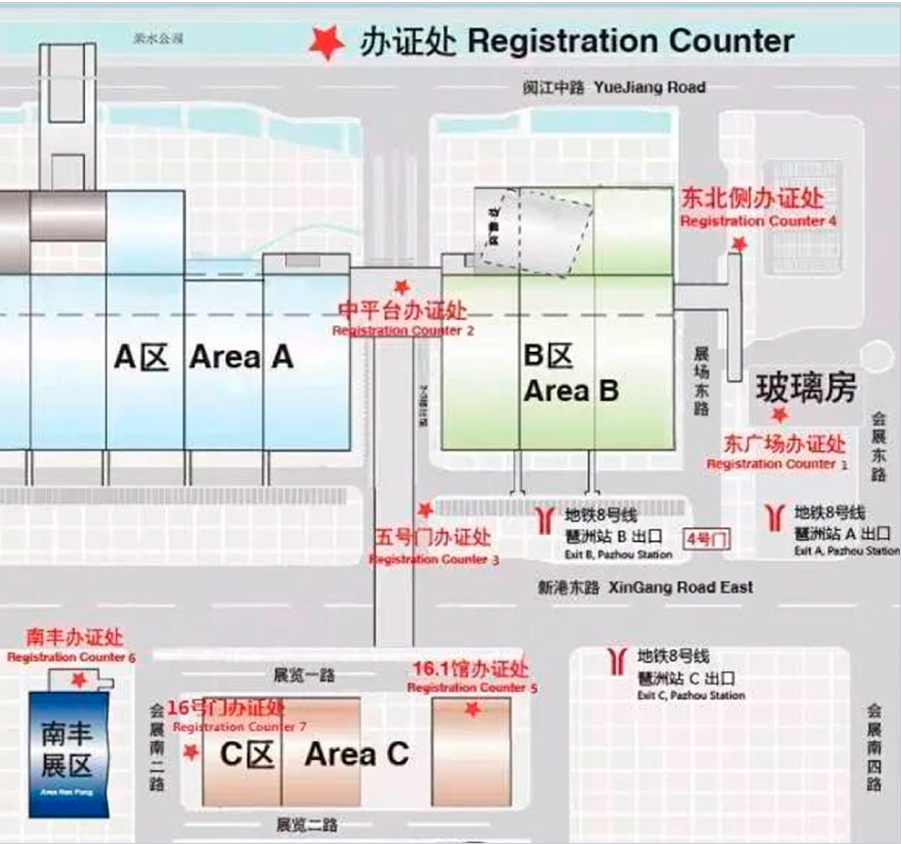 亲水公园
办证处 Registration Counter
阅江中路 YueJiang Road
东北侧办证处
Registration Counter 4
中平台办证处
Registration Counter 2
A区 Area A
B区
Area B
展场东路
玻璃房
东广场办证处
Registration Counter 1
会展东路
五号门办证处
Registration Counter 3
地铁8号线
琶洲站 B 出口
Exit B, Pazhou Station
4号门
地铁8号线
琶洲站 A 出口
Exit A, Pazhou Station
新港东路 XinGang Road East
南丰办证处
Registration Counter 6
展览一路
16.1馆办证处
Registration Counter 5
地铁8号线
琶洲站 C 出口
Exit C, Pazhou Station
16号门办证处
Registration Counter 7
南丰
展区
Area Nan Fung
会展南二路
C区 Area C
会展南四路
展览二路